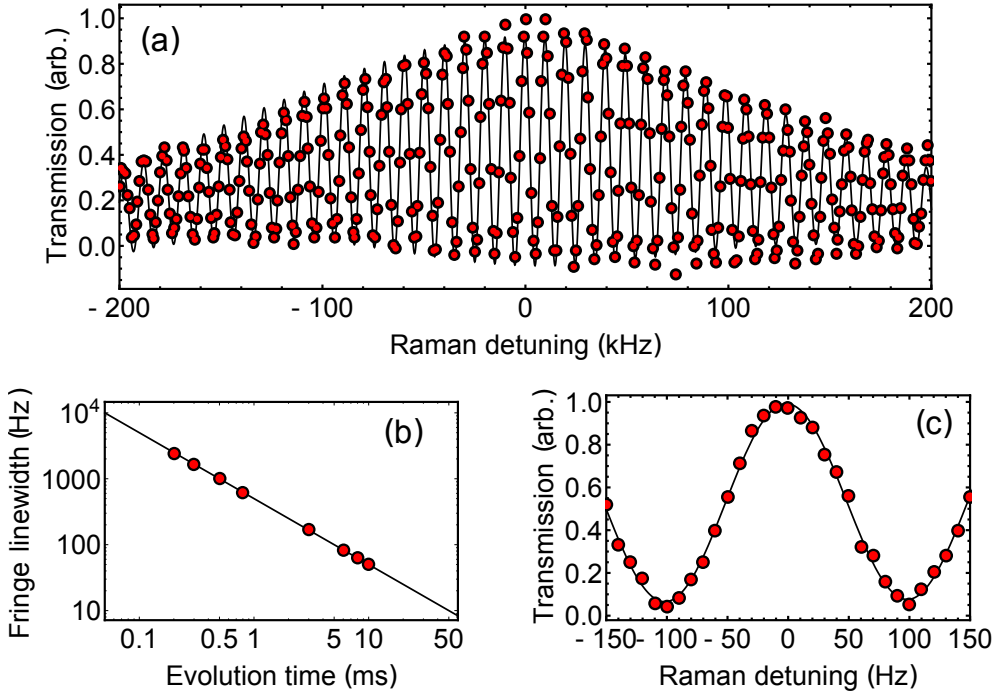 (a)
Transmission (arb.)
1.0
0.8
0.6
0.4
0.2
0.0
- 200 - 100 0 100 200
Raman detuning (kHz)
(b)
Fringe linewidth (Hz)
10⁴
1000
100
10
0.1 0.5 1 5 10 50
Evolution time (ms)
(c)
Transmission (arb.)
1.0
0.8
0.6
0.4
0.2
0.0
- 150 - 100 - 50 0 50 100 150
Raman detuning (Hz)